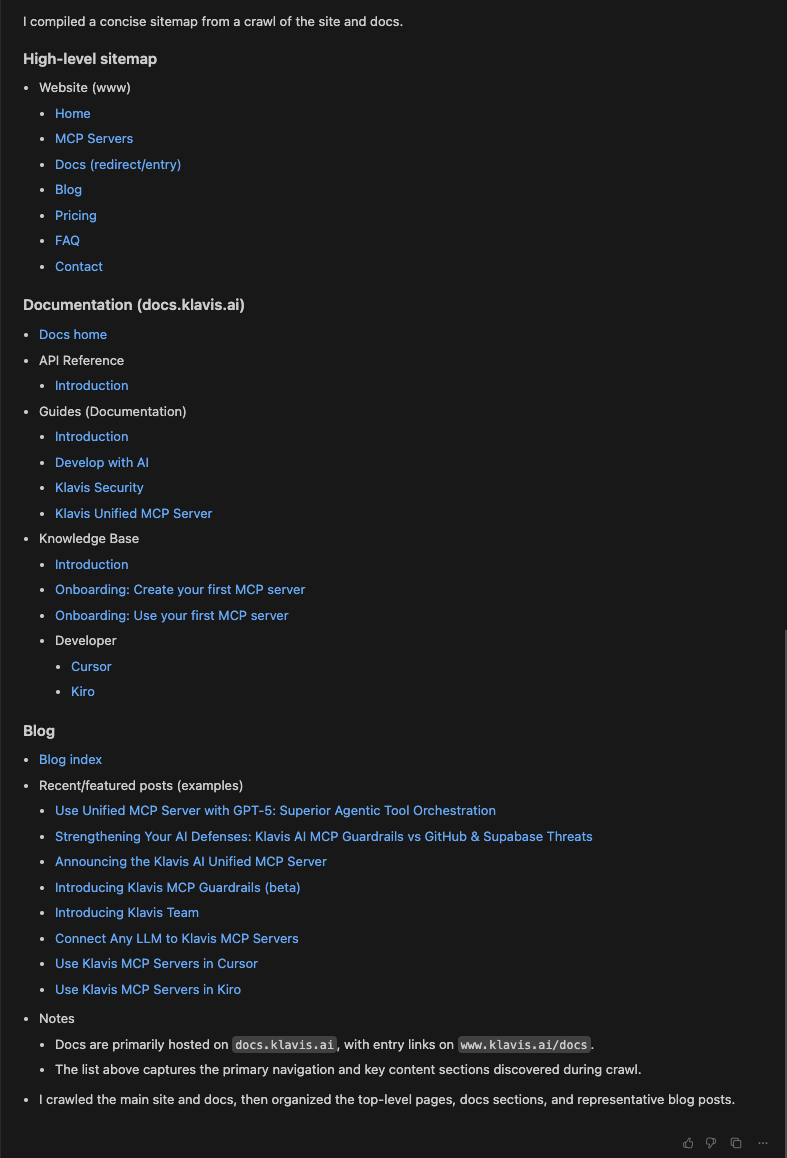 I compiled a concise sitemap from a crawl of the site and docs.
High-level sitemap
• Website (www)
• Home
• MCP Servers
• Docs (redirect/entry)
• Blog
• Pricing
• FAQ
• Contact
Documentation (docs.klavis.ai)
• Docs home
• API Reference
• Introduction
• Guides (Documentation)
• Introduction
• Develop with AI
• Klavis Security
• Klavis Unified MCP Server
• Knowledge Base
• Introduction
• Onboarding: Create your first MCP server
• Onboarding: Use your first MCP server
• Developer
• Cursor
• Kiro
Blog
• Blog index
• Recent/featured posts (examples)
• Use Unified MCP Server with GPT-5: Superior Agentic Tool Orchestration
• Strengthening Your AI Defenses: Klavis AI MCP Guardrails vs GitHub & Supabase Threats
• Announcing the Klavis AI Unified MCP Server
• Introducing Klavis MCP Guardrails (beta)
• Introducing Klavis Team
• Connect Any LLM to Klavis MCP Servers
• Use Klavis MCP Servers in Cursor
• Use Klavis MCP Servers in Kiro
• Notes
• Docs are primarily hosted on docs.klavis.ai, with entry links on www.klavis.ai/docs.
• The list above captures the primary navigation and key content sections discovered during crawl.
• I crawled the main site and docs, then organized the top-level pages, docs sections, and representative blog posts.